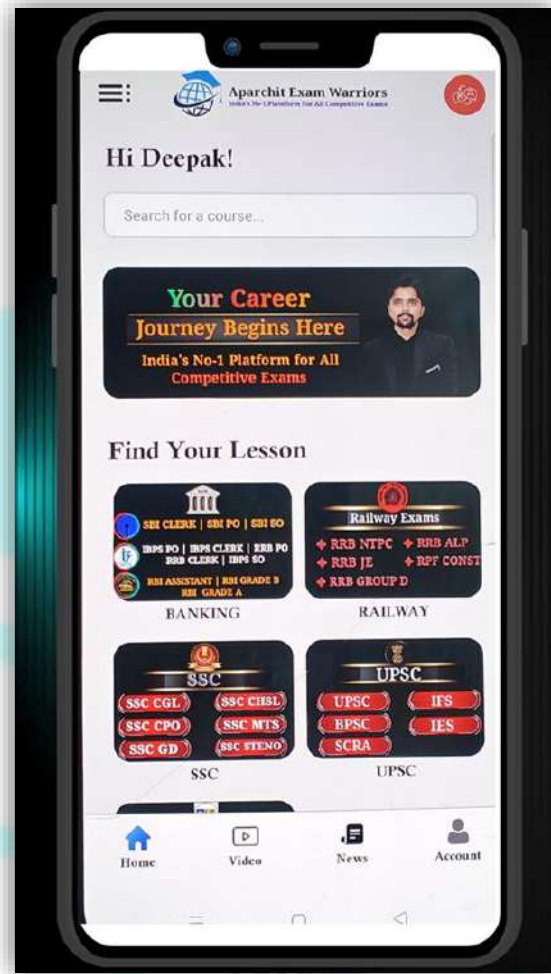 Aparchit Exam Warriors
India's No-1 Platform for All Competitive Exams
Hi Deepak!
Search for a course...
Your Career
Journey Begins Here
India's No-1 Platform for All
Competitive Exams
Find Your Lesson
SBI CLERK | SBI PO | SBI SO
IBPS PO | IBPS CLERK | RRB PO
RRB CLERK | IBPS SO
RBI ASSISTANT | RBI GRADE B
RBI GRADE A
BANKING
Railway Exams
RRB NTPC
RRB ALP
RRB JE
RPF CONST
RRB GROUP D
RAILWAY
SSC
SSC CGL
SSC CHSL
SSC CPO
SSC MTS
SSC GD
SSC STENO
SSC
UPSC
UPSC
IFS
BPSC
IES
SCRA
UPSC
Home
Video
News
Account